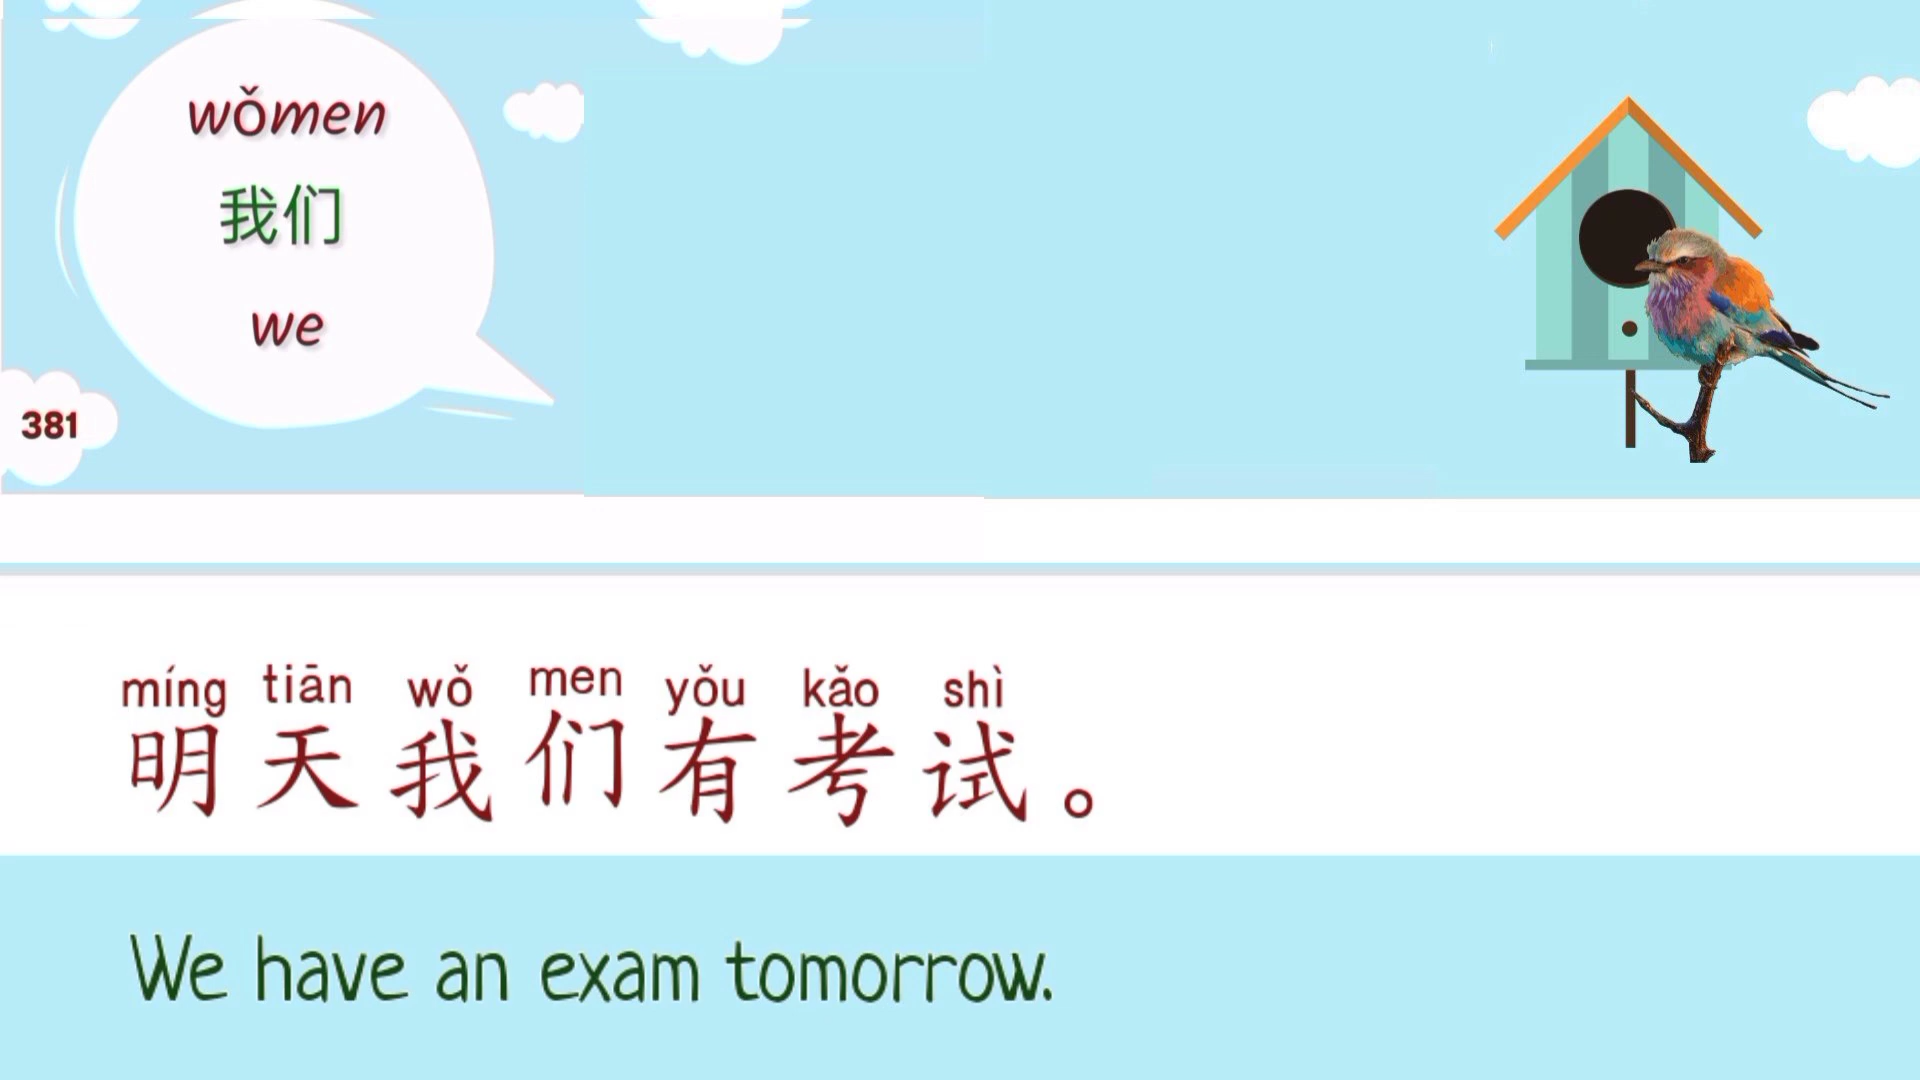 wǒmen
我们
we
381
míng tiān wǒ men yǒu kǎo shì
明天我们有考试。
We have an exam tomorrow.